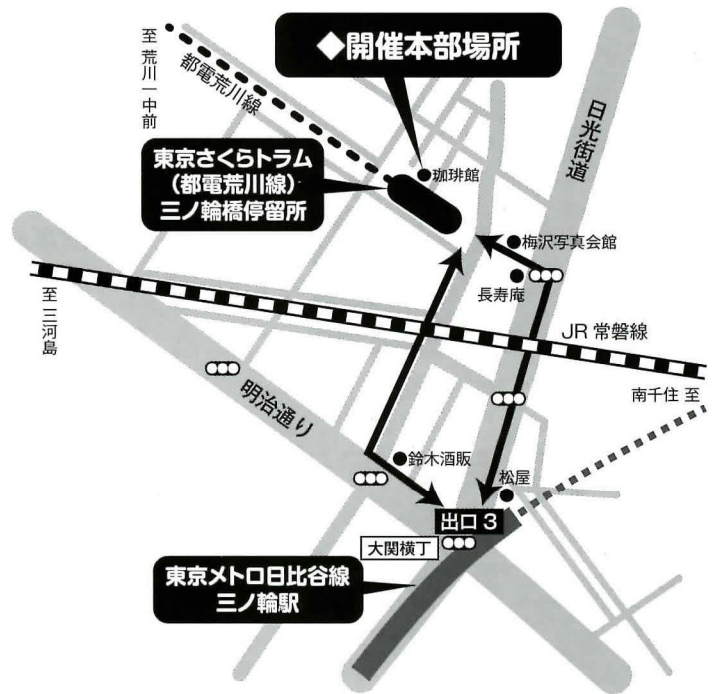 ◆開催本部場所
至 荒川一中前
都電荒川線
日光街道
東京さくらトラム
(都電荒川線)
三ノ輪橋停留所
珈琲館
梅沢写真会館
長寿庵
至 三河島
JR 常磐線
南千住 至
明治通り
鈴木酒販
松屋
出口 3
大関横丁
東京メトロ日比谷線
三ノ輪駅